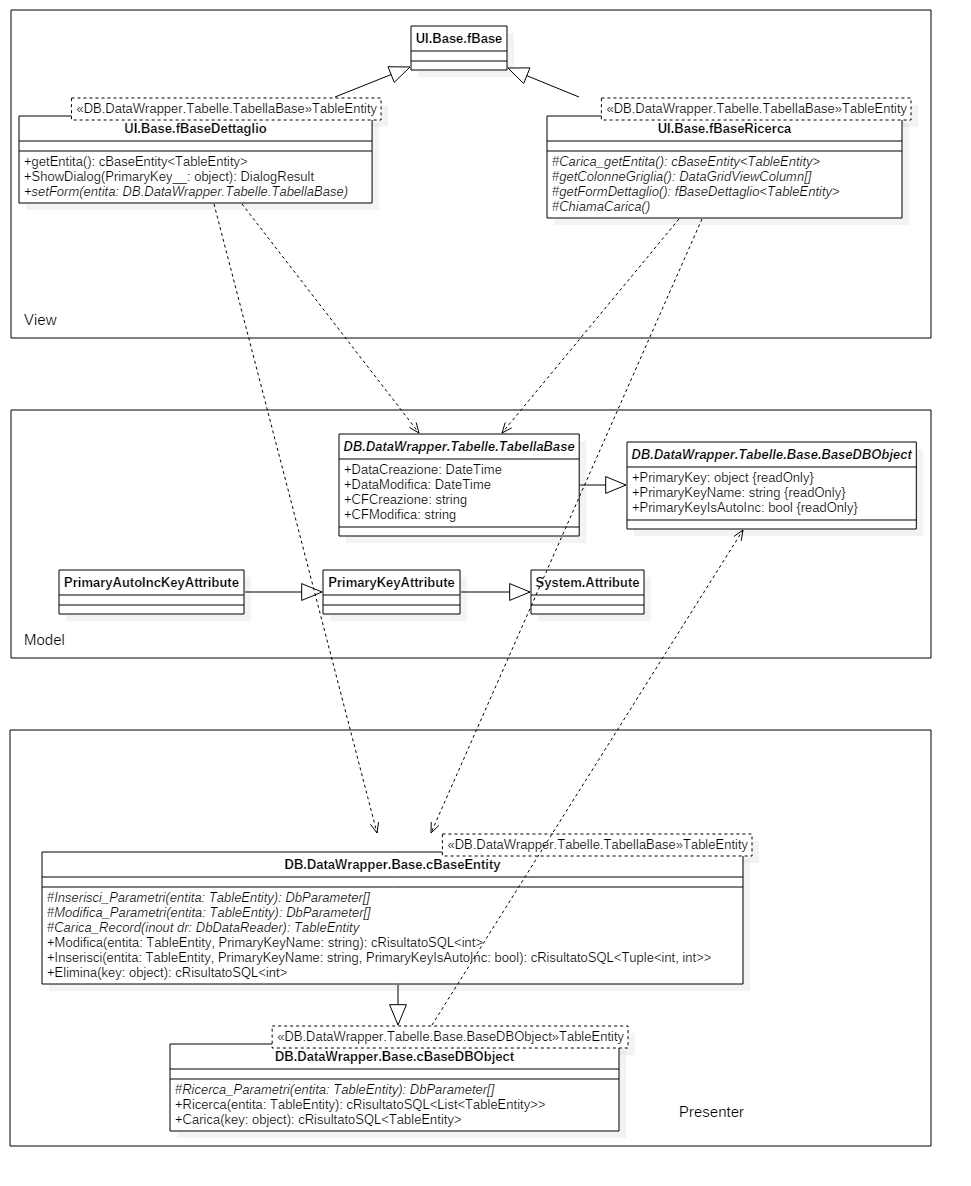 UI.Base.fBase
«DB.DataWrapper.Tabelle.TabellaBase»TableEntity
UI.Base.fBaseDettaglio
+getEntita(): cBaseEntity<TableEntity>
+ShowDialog(PrimaryKey__: object): DialogResult
+setForm(entita: DB.DataWrapper.Tabelle.TabellaBase)
«DB.DataWrapper.Tabelle.TabellaBase»TableEntity
UI.Base.fBaseRicerca
#Carica_getEntita(): cBaseEntity<TableEntity>
#getColonneGriglia(): DataGridViewColumn[]
#getFormDettaglio(): fBaseDettaglio<TableEntity>
#ChiamaCarica()
View
DB.DataWrapper.Tabelle.TabellaBase
+DataCreazione: DateTime
+DataModifica: DateTime
+CFCreazione: string
+CFModifica: string
DB.DataWrapper.Tabelle.Base.BaseDBObject
+PrimaryKey: object {readOnly}
+PrimaryKeyName: string {readOnly}
+PrimaryKeyIsAutoInc: bool {readOnly}
PrimaryAutoIncKeyAttribute
PrimaryKeyAttribute
System.Attribute
Model
«DB.DataWrapper.Tabelle.TabellaBase»TableEntity
DB.DataWrapper.Base.cBaseEntity
#Inserisci_Parametri(entita: TableEntity): DbParameter[]
#Modifica_Parametri(entita: TableEntity): DbParameter[]
#Carica_Record(inout dr: DbDataReader): TableEntity
+Modifica(entita: TableEntity, PrimaryKeyName: string): cRisultatoSQL<int>
+Inserisci(entita: TableEntity, PrimaryKeyName: string, PrimaryKeyIsAutoInc: bool): cRisultatoSQL<Tuple<int, int>>
+Elimina(key: object): cRisultatoSQL<int>
«DB.DataWrapper.Tabelle.Base.BaseDBObject»TableEntity
DB.DataWrapper.Base.cBaseDBObject
#Ricerca_Parametri(entita: TableEntity): DbParameter[]
+Ricerca(entita: TableEntity): cRisultatoSQL<List<TableEntity>>
+Carica(key: object): cRisultatoSQL<TableEntity>
Presenter